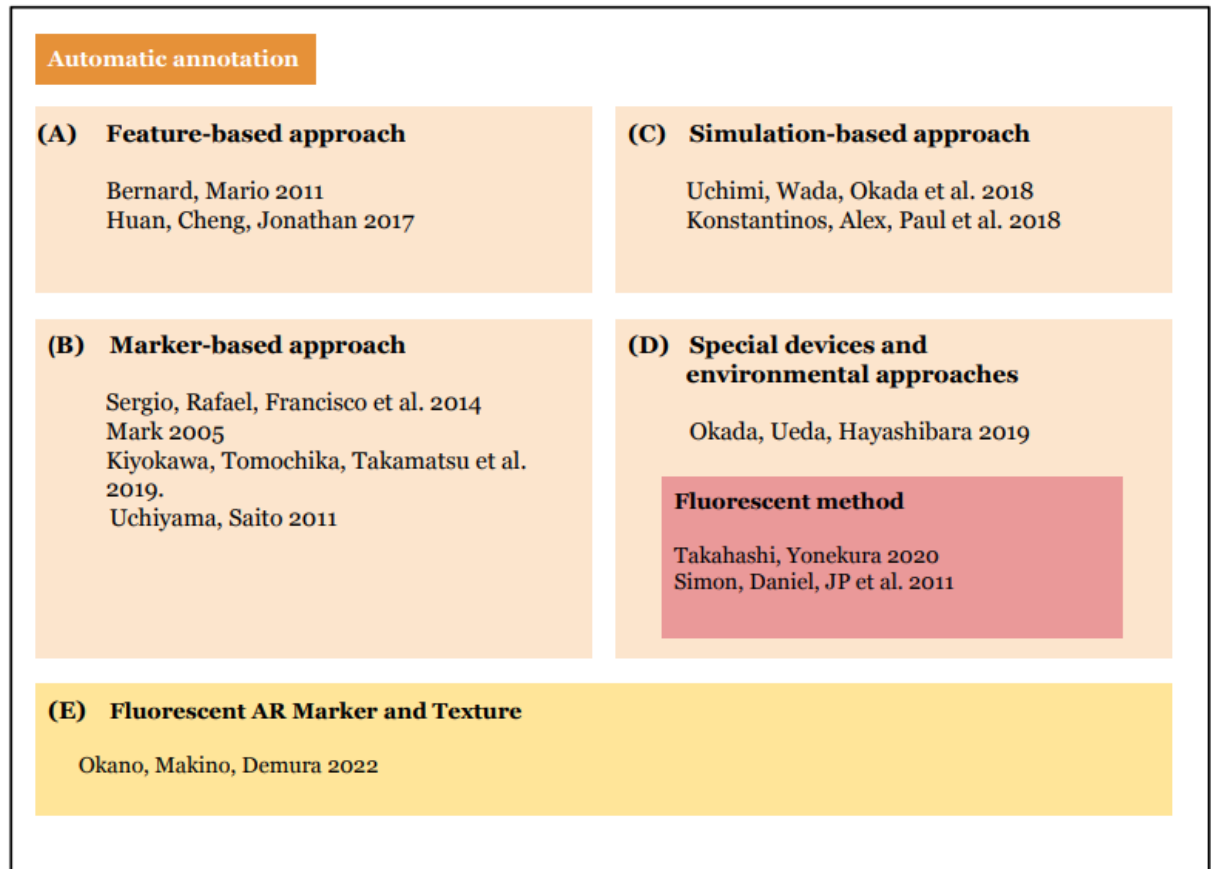 Automatic annotation
(A) Feature-based approach
Bernard, Mario 2011
Huan, Cheng, Jonathan 2017
(B) Marker-based approach
Sergio, Rafael, Francisco et al. 2014
Mark 2005
Kiyokawa, Tomochika, Takamatsu et al.
2019.
Uchiyama, Saito 2011
(C) Simulation-based approach
Uchimi, Wada, Okada et al. 2018
Konstantinos, Alex, Paul et al. 2018
(D) Special devices and
environmental approaches
Okada, Ueda, Hayashibara 2019
Fluorescent method
Takahashi, Yonekura 2020
Simon, Daniel, JP et al. 2011
(E) Fluorescent AR Marker and Texture
Okano, Makino, Demura 2022